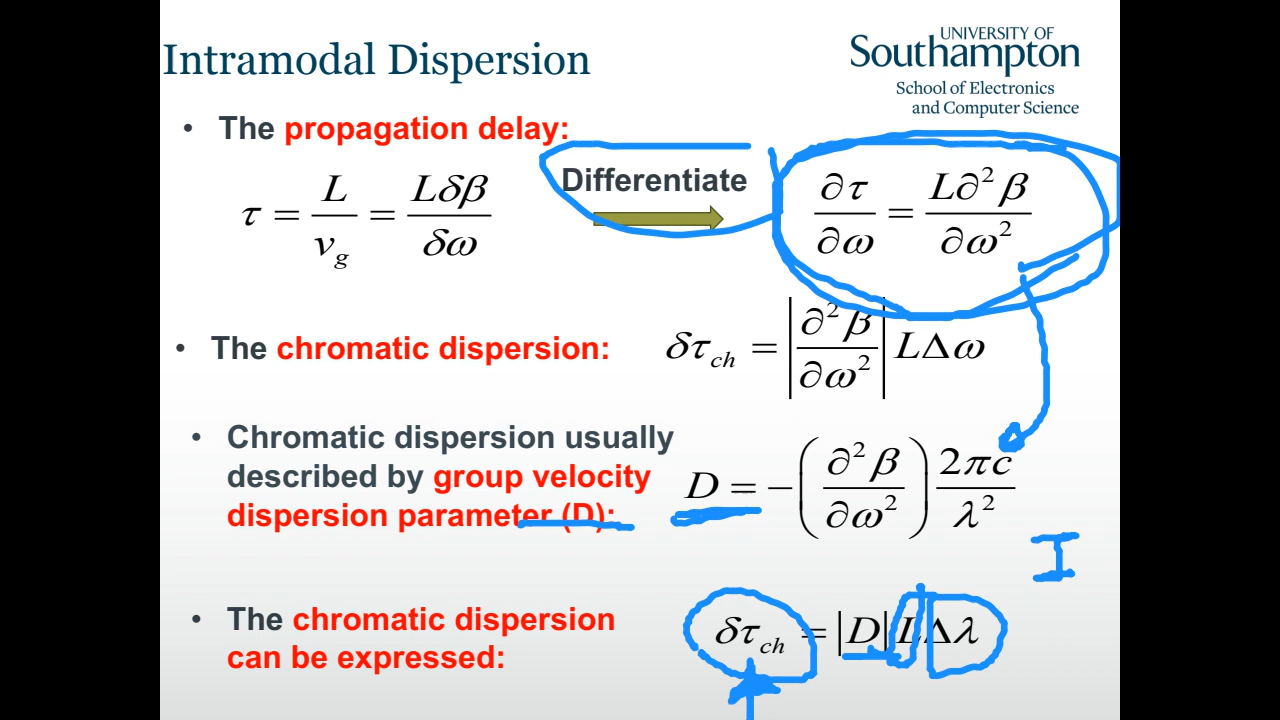 Intramodal Dispersion
UNIVERSITY OF
Southampton
School of Electronics
and Computer Science
• The propagation delay:
τ = L / v_g = Lδβ / δω
Differentiate
∂τ / ∂ω = L∂²β / ∂ω²
• The chromatic dispersion:
δτ_ch = |∂²β / ∂ω²| LΔω
• Chromatic dispersion usually
described by group velocity
dispersion parameter (D):
D = −(∂²β / ∂ω²) 2πc / λ²
I
• The chromatic dispersion
can be expressed:
δτ_ch = |D| LΔλ